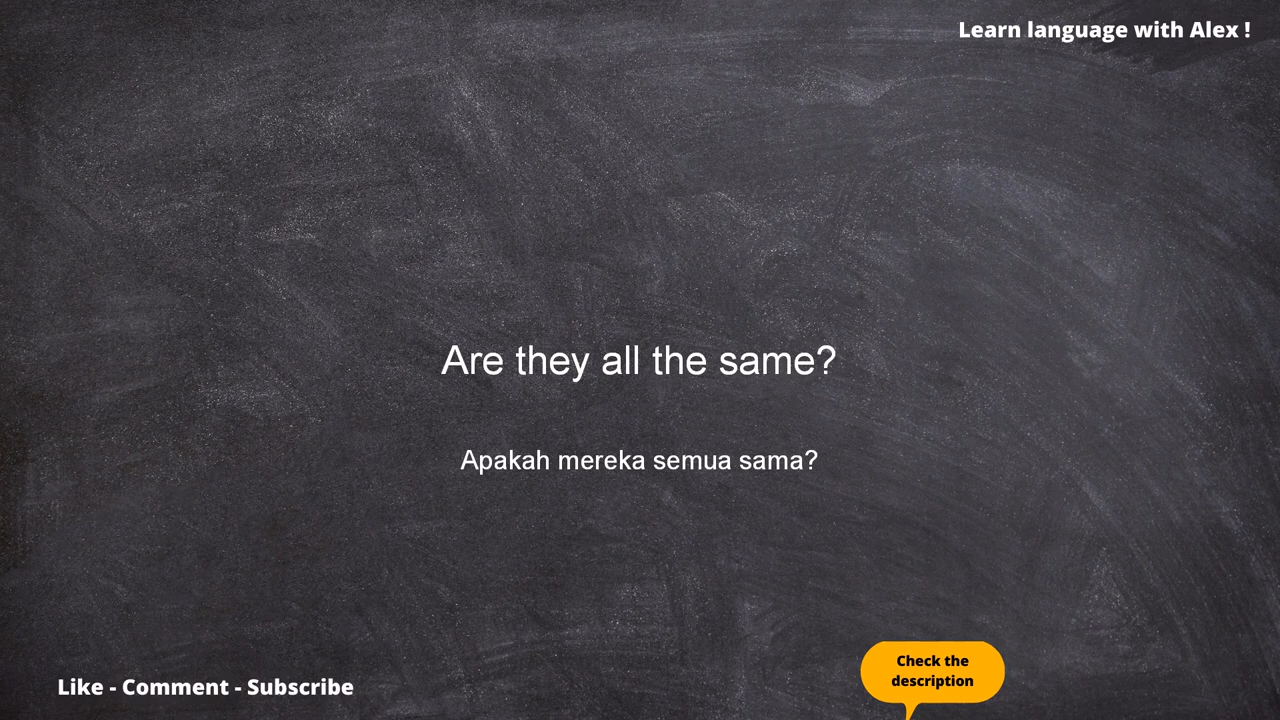 Learn language with Alex !
Are they all the same?
Apakah mereka semua sama?
Check the
description
Like - Comment - Subscribe